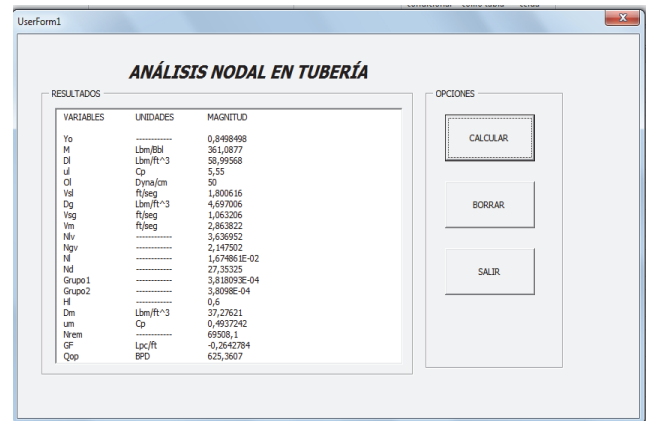 UserForm1
ANÁLISIS NODAL EN TUBERÍA
RESULTADOS
VARIABLES UNIDADES MAGNITUD
Yo ------------ 0,8498498
M Lbm/Bbl 361,0877
Dl Lbm/ft^3 58,99568
ul Cp 5,55
Ol Dyna/cm 50
Vsl ft/seg 1,800616
Dg Lbm/ft^3 4,697006
Vsg ft/seg 1,063206
Vm ft/seg 2,863822
Nlv ------------ 3,636952
Ngv ------------ 2,147502
Nl ------------ 1,674861E-02
Nd ------------ 27,35325
Grupo1 ------------ 3,818093E-04
Grupo2 ------------ 3,8098E-04
Hl ------------ 0,6
Dm Lbm/ft^3 37,27621
um Cp 0,4937242
Nrem ------------ 69508,1
GF Lpc/ft -0,2642784
Qop BPD 625,3607
OPCIONES
CALCULAR
BORRAR
SALIR